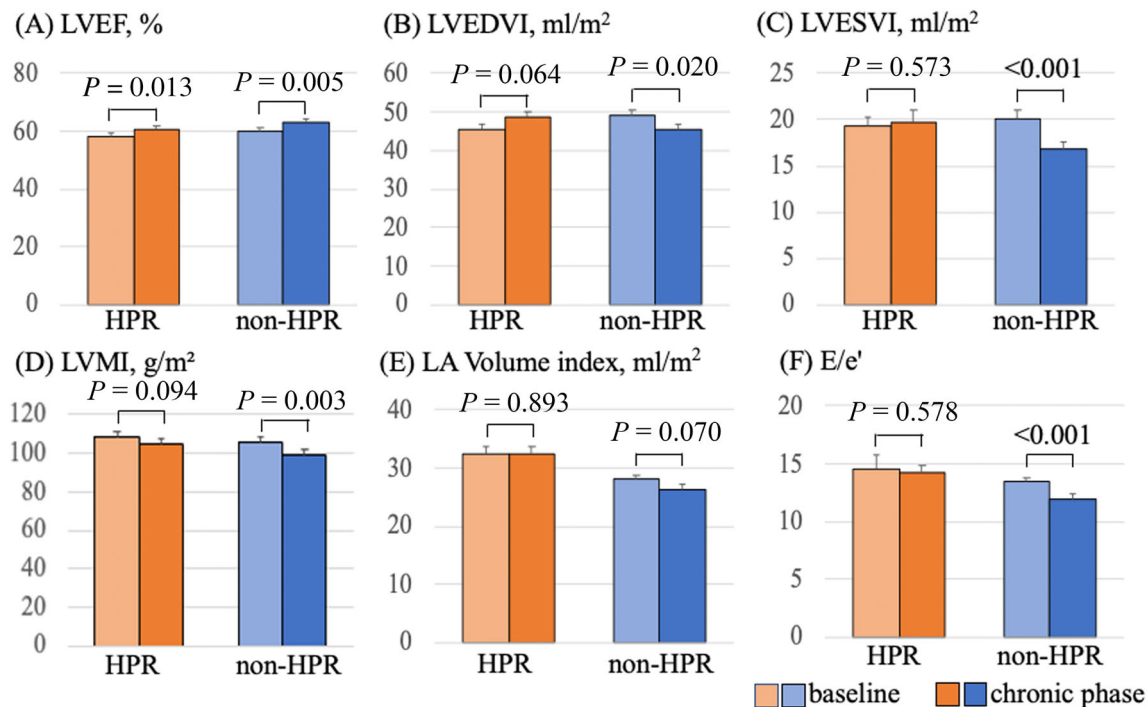 (A) LVEF, %
80
60
40
20
0
P = 0.013
P = 0.005
HPR
non-HPR
(B) LVEDVI, ml/m²
60
50
40
30
20
10
0
P = 0.064
P = 0.020
HPR
non-HPR
(C) LVESVI, ml/m²
25
20
15
10
5
0
P = 0.573
<0.001
HPR
non-HPR
(D) LVMI, g/m²
120
100
80
60
40
20
0
P = 0.094
P = 0.003
HPR
non-HPR
(E) LA Volume index, ml/m²
40
30
20
10
0
P = 0.893
P = 0.070
HPR
non-HPR
(F) E/e'
20
15
10
5
0
P = 0.578
<0.001
HPR
non-HPR
baseline
chronic phase